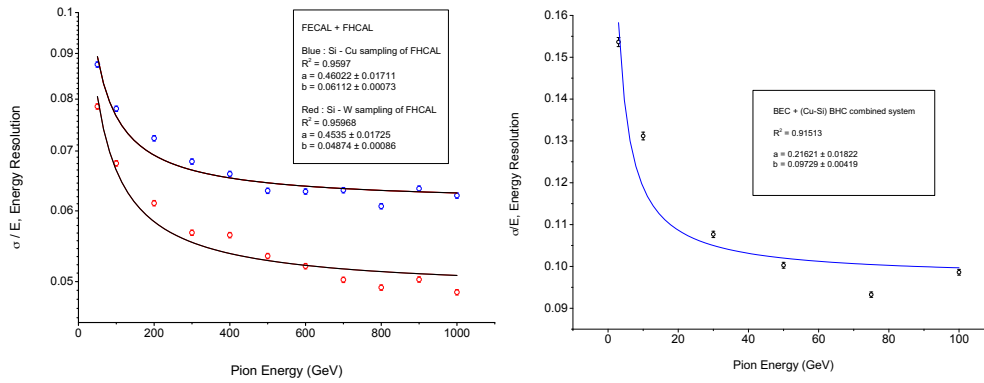 0.1
0.09
0.08
0.07
0.06
0.05
σ / E, Energy Resolution
0
200
400
600
800
1000
Pion Energy (GeV)
FECAL + FHCAL
Blue : Si - Cu sampling of FHCAL
R² = 0.9597
a = 0.46022 ± 0.01711
b = 0.06112 ± 0.00073
Red : Si - W sampling of FHCAL
R² = 0.95968
a = 0.4535 ± 0.01725
b = 0.04874 ± 0.00086
0.16
0.15
0.14
0.13
0.12
0.11
0.10
0.09
σ/E, Energy Resolution
0
20
40
60
80
100
Pion Energy (GeV)
BEC + (Cu-Si) BHC combined system
R² = 0.91513
a = 0.21621 ± 0.01822
b = 0.09729 ± 0.00419